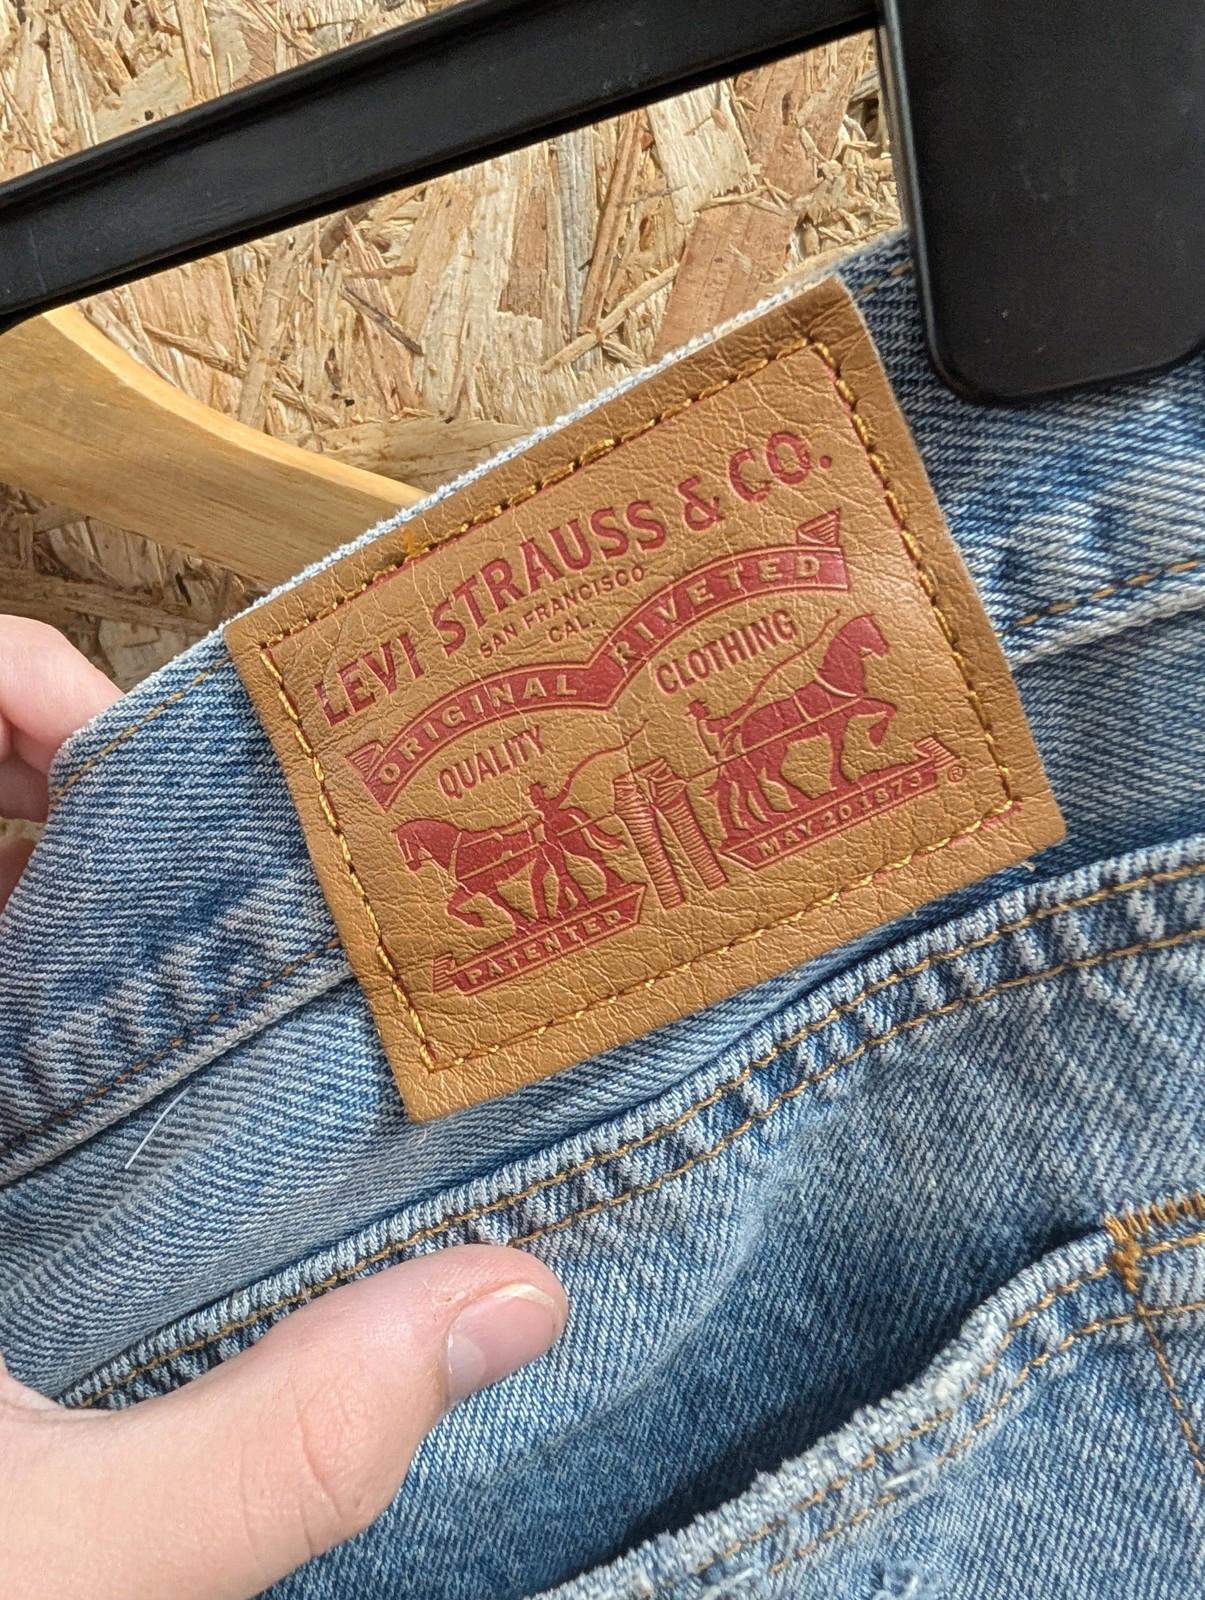 LEVI STRAUSS & CO.
SAN FRANCISCO
CAL.
ORIGINAL RIVETED
QUALITY CLOTHING
PATENTED MAY 20 1873 ®